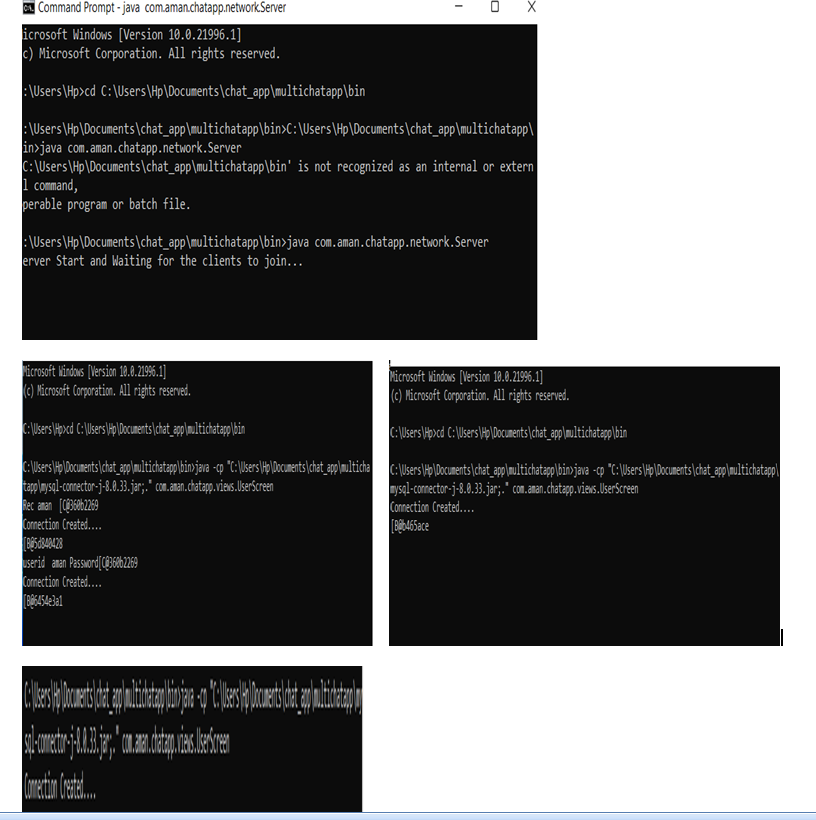 Command Prompt - java com.aman.chatapp.network.Server
icrosoft Windows [Version 10.0.21996.1]
c) Microsoft Corporation. All rights reserved.
:\Users\Hp>cd C:\Users\Hp\Documents\chat_app\multichatapp\bin
:\Users\Hp\Documents\chat_app\multichatapp\bin>C:\Users\Hp\Documents\chat_app\multichatapp\
in>java com.aman.chatapp.network.Server
C:\Users\Hp\Documents\chat_app\multichatapp\bin' is not recognized as an internal or extern
l command,
perable program or batch file.
:\Users\Hp\Documents\chat_app\multichatapp\bin>java com.aman.chatapp.network.Server
erver Start and Waiting for the clients to join...
Microsoft Windows [Version 10.0.21996.1]
(c) Microsoft Corporation. All rights reserved.
C:\Users\Hp>cd C:\Users\Hp\Documents\chat_app\multichatapp\bin
C:\Users\Hp\Documents\chat_app\multichatapp\bin>java -cp "C:\Users\Hp\Documents\chat_app\multicha
tapp\mysql-connector-j-8.0.33.jar;." com.aman.chatapp.views.UserScreen
Rec aman [C@360b2269
Connection Created....
[B@5d840428
userid aman Password[C@360b2269
Connection Created....
[B@6454e3a1
Microsoft Windows [Version 10.0.21996.1]
(c) Microsoft Corporation. All rights reserved.
C:\Users\Hp>cd C:\Users\Hp\Documents\chat_app\multichatapp\bin
C:\Users\Hp\Documents\chat_app\multichatapp\bin>java -cp "C:\Users\Hp\Documents\chat_app\multichatapp\
mysql-connector-j-8.0.33.jar;." com.aman.chatapp.views.UserScreen
Connection Created....
[B@b465ace
C:\Users\Hp\Documents\chat_app\multichatapp\bin>java -cp "C:\Users\Hp\Documents\chat_app\multichatapp\my
sql-connector-j-8.0.33.jar;." com.aman.chatapp.views.UserScreen
Connection Created....